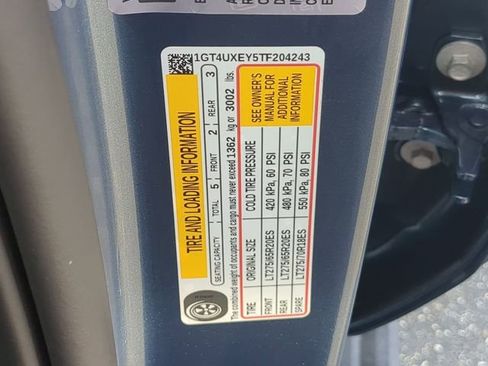 1GT4UXEY5TF204243
TIRE AND LOADING INFORMATION
SEATING CAPACITY TOTAL 5 FRONT 2 REAR 3
The combined weight of occupants and cargo must never exceed 1362 kg or 3002 lbs.
TIRE ORIGINAL SIZE COLD TIRE PRESSURE
FRONT LT275/65R20ES 420 kPa, 60 PSI
REAR LT275/65R20ES 480 kPa, 70 PSI
SPARE LT275/70R18ES 550 kPa, 80 PSI
SEE OWNER'S
MANUAL FOR
ADDITIONAL
INFORMATION